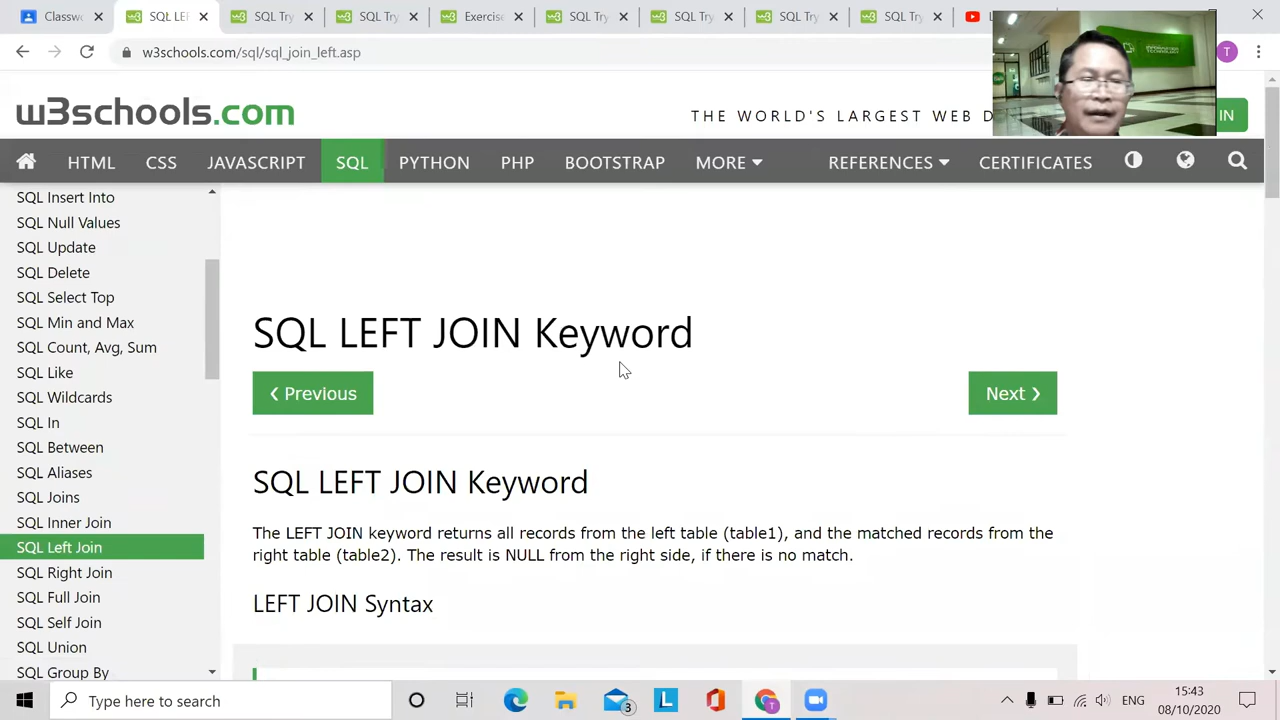 Classwo
SQL LEF
SQL Try
SQL Try
Exercise
SQL Try
SQL Tr
SQL Try
SQL Try
w3schools.com/sql/sql_join_left.asp
T
w3schools.com
THE WORLD'S LARGEST WEB D
IN
HTML CSS JAVASCRIPT SQL PYTHON PHP BOOTSTRAP MORE REFERENCES CERTIFICATES
SQL Insert Into
SQL Null Values
SQL Update
SQL Delete
SQL Select Top
SQL Min and Max
SQL Count, Avg, Sum
SQL Like
SQL Wildcards
SQL In
SQL Between
SQL Aliases
SQL Joins
SQL Inner Join
SQL Left Join
SQL Right Join
SQL Full Join
SQL Self Join
SQL Union
SQL Group By
SQL LEFT JOIN Keyword
❮ Previous
Next ❯
SQL LEFT JOIN Keyword
The LEFT JOIN keyword returns all records from the left table (table1), and the matched records from the
right table (table2). The result is NULL from the right side, if there is no match.
LEFT JOIN Syntax
Type here to search
3
L
T
ENG
15:43
08/10/2020